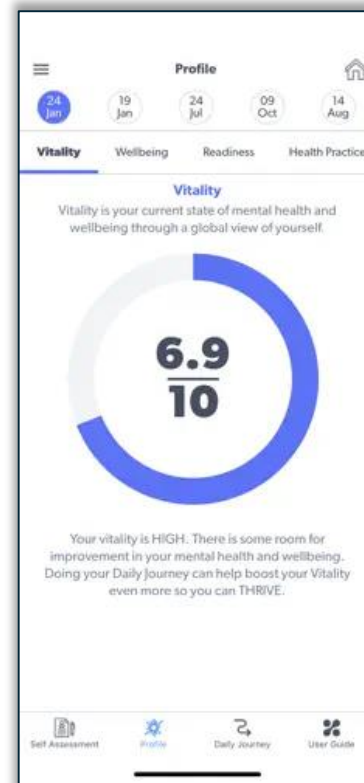 Profile
24 Jan
19 Jan
24 Jul
09 Oct
14 Aug
Vitality Wellbeing Readiness Health Practice
Vitality
Vitality is your current state of mental health and
wellbeing through a global view of yourself.
6.9
10
Your vitality is HIGH. There is some room for
improvement in your mental health and wellbeing.
Doing your Daily Journey can help boost your Vitality
even more so you can THRIVE.
Self Assessment Profile Daily Journey User Guide